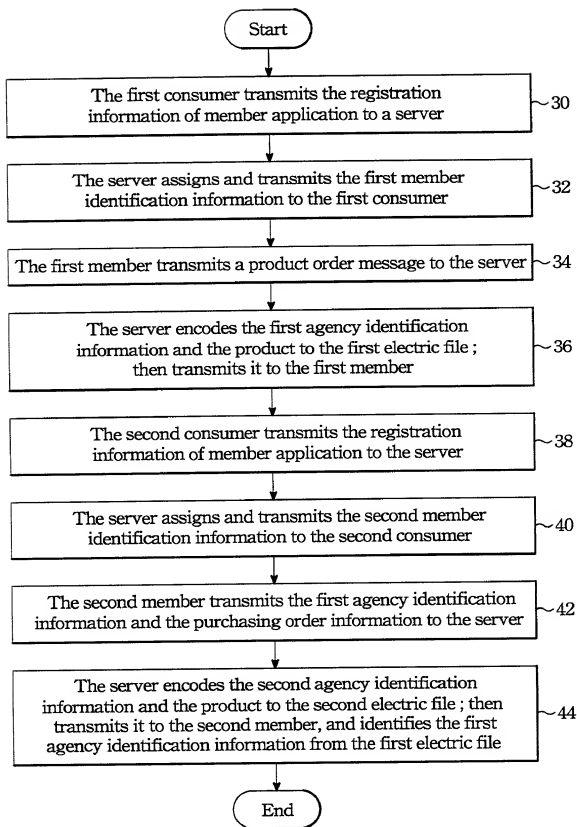 Start
The first consumer transmits the registration
information of member application to a server
30
The server assigns and transmits the first member
identification information to the first consumer
32
The first member transmits a product order message to the server
34
The server encodes the first agency identification
information and the product to the first electric file ;
then transmits it to the first member
36
The second consumer transmits the registration
information of member application to the server
38
The server assigns and transmits the second member
identification information to the second consumer
40
The second member transmits the first agency identification
information and the purchasing order information to the server
42
The server encodes the second agency identification
information and the product to the second electric file ; then
transmits it to the second member, and identifies the first
agency identification information from the first electric file
44
End